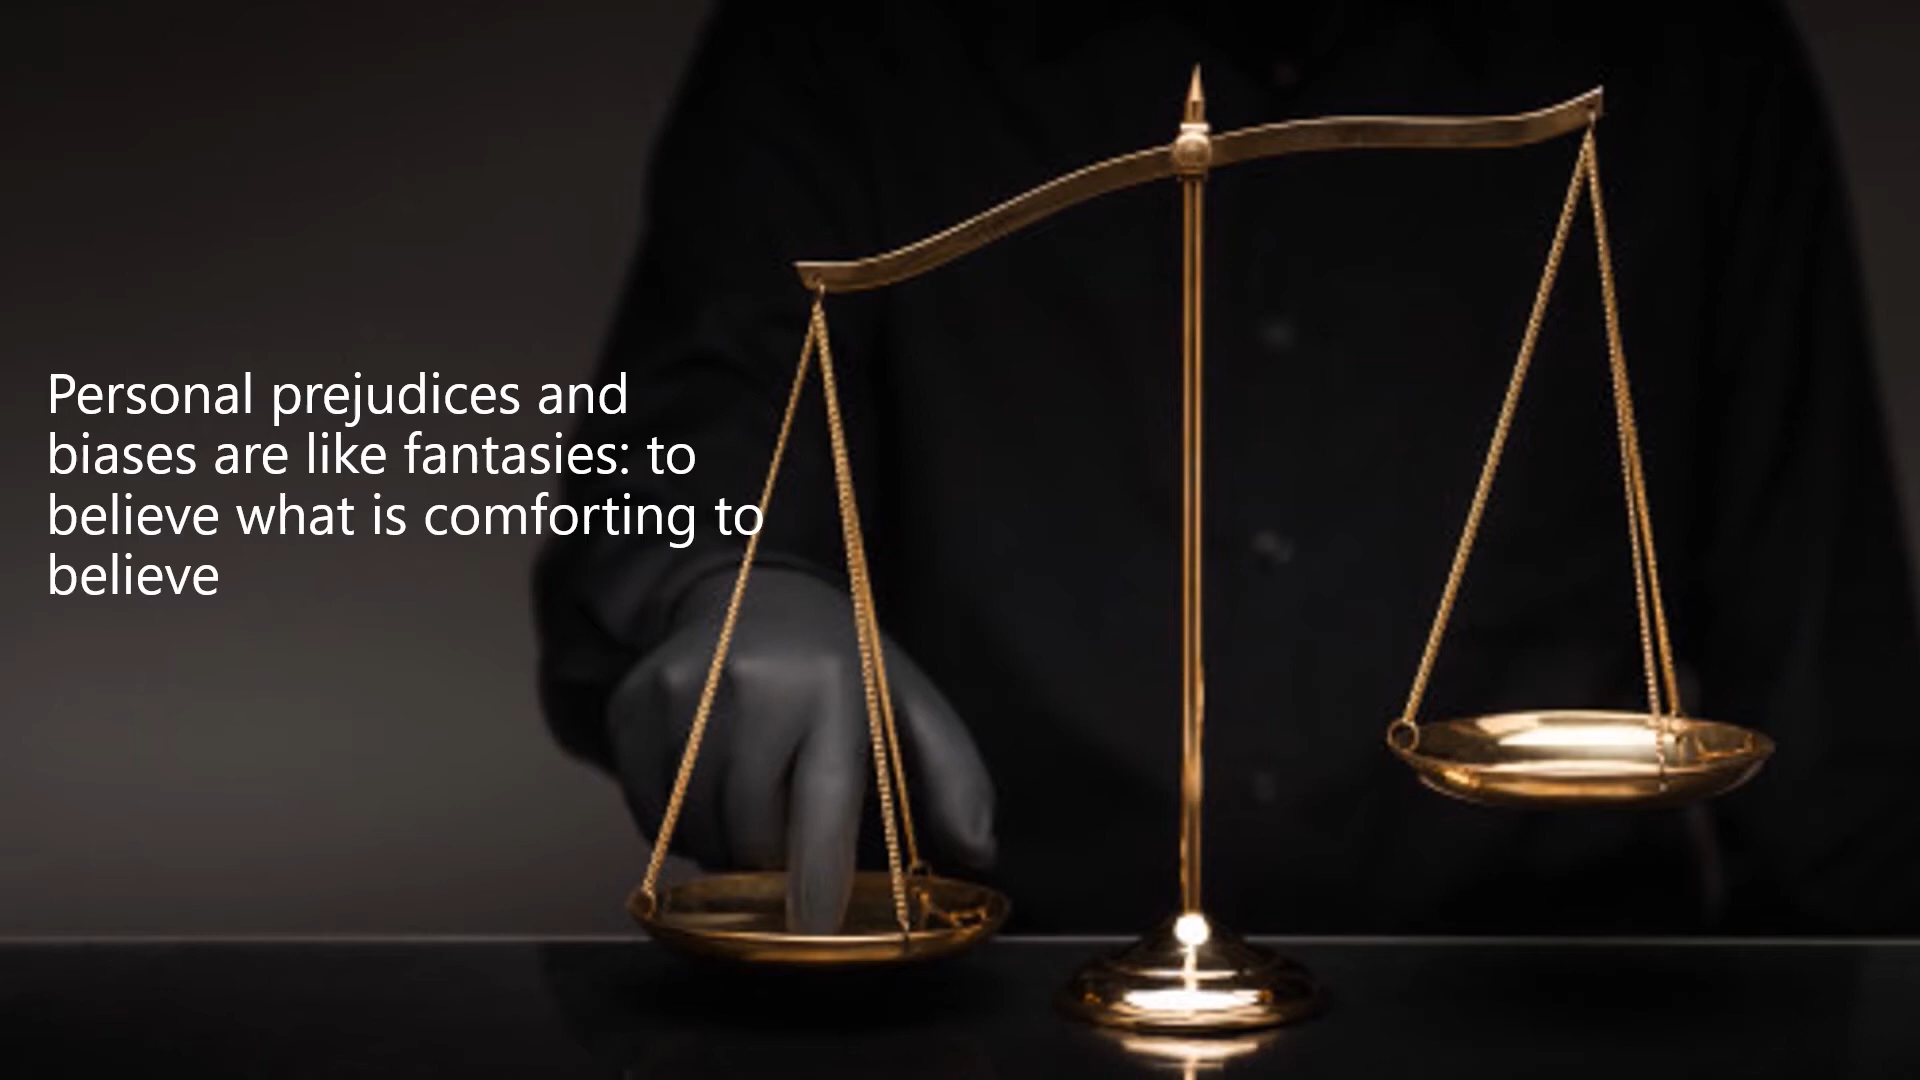 Personal prejudices and
biases are like fantasies: to
believe what is comforting to
believe